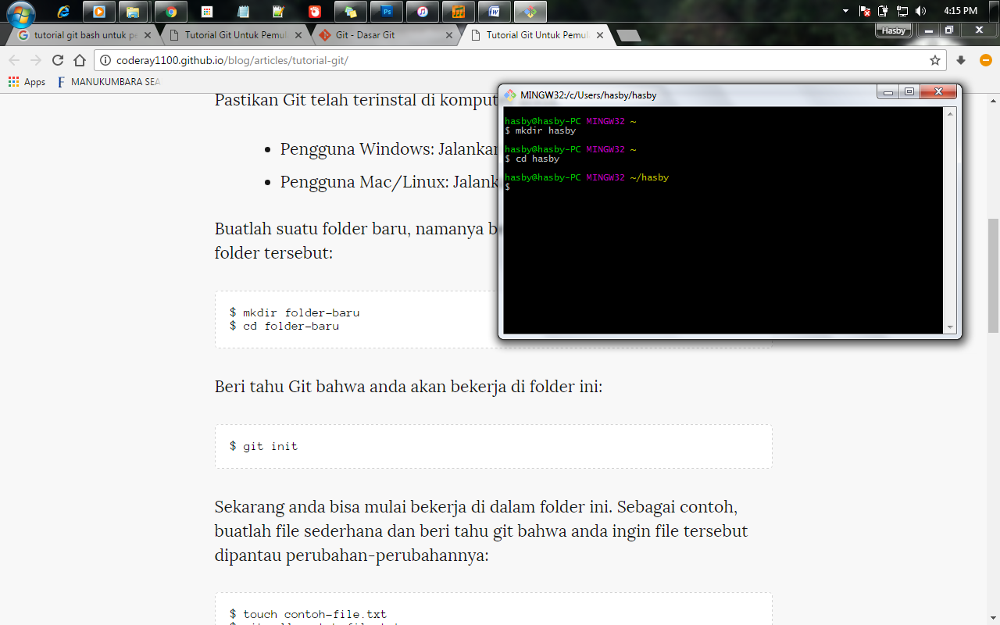 4:15 PM
tutorial git bash untuk pe
Tutorial Git Untuk Pemul
Git - Dasar Git
Tutorial Git Untuk Pemul
Hasby
coderay1100.github.io/blog/articles/tutorial-git/
Apps
MANUKUMBARA SEA
Pastikan Git telah terinstal di komput
Pengguna Windows: Jalankan
Pengguna Mac/Linux: Jalank
Buatlah suatu folder baru, namanya b
folder tersebut:
$ mkdir folder-baru
$ cd folder-baru
MINGW32:/c/Users/hasby/hasby
hasby@hasby-PC MINGW32 ~
$ mkdir hasby
hasby@hasby-PC MINGW32 ~
$ cd hasby
hasby@hasby-PC MINGW32 ~/hasby
$
Beri tahu Git bahwa anda akan bekerja di folder ini:
$ git init
Sekarang anda bisa mulai bekerja di dalam folder ini. Sebagai contoh,
buatlah file sederhana dan beri tahu git bahwa anda ingin file tersebut
dipantau perubahan-perubahannya:
$ touch contoh-file.txt